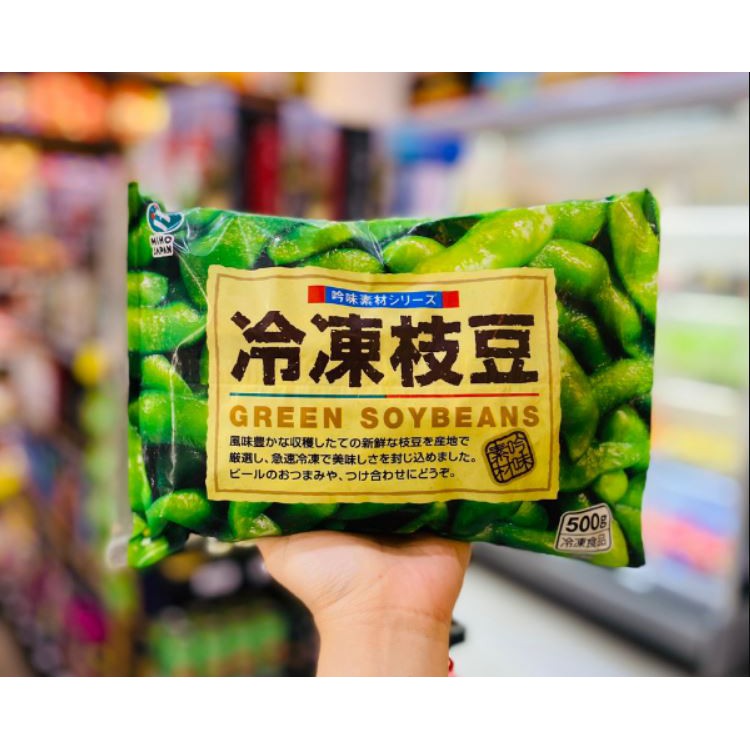 MIHO
JAPAN
吟味素材シリーズ
冷凍枝豆
GREEN SOYBEANS
風味豊かな収穫したての新鮮な枝豆を産地で
厳選し、急速冷凍で美味しさを封じ込めました。
ビールのおつまみや、つけ合わせにどうぞ。
吟味
素材
500g
冷凍食品